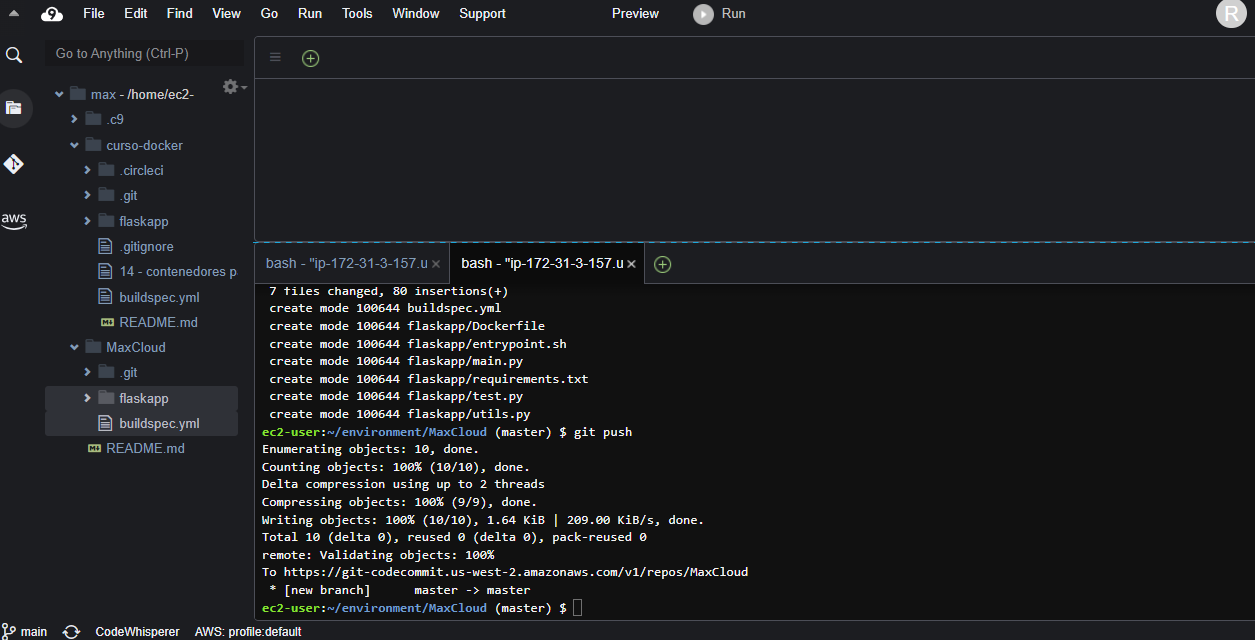 File Edit Find View Go Run Tools Window Support Preview Run R
Go to Anything (Ctrl-P)
max - /home/ec2-
.c9
curso-docker
.circleci
.git
flaskapp
.gitignore
14 - contenedores p
buildspec.yml
README.md
MaxCloud
.git
flaskapp
buildspec.yml
README.md
aws
bash - "ip-172-31-3-157.u
bash - "ip-172-31-3-157.u
7 files changed, 80 insertions(+)
create mode 100644 buildspec.yml
create mode 100644 flaskapp/Dockerfile
create mode 100644 flaskapp/entrypoint.sh
create mode 100644 flaskapp/main.py
create mode 100644 flaskapp/requirements.txt
create mode 100644 flaskapp/test.py
create mode 100644 flaskapp/utils.py
ec2-user:~/environment/MaxCloud (master) $ git push
Enumerating objects: 10, done.
Counting objects: 100% (10/10), done.
Delta compression using up to 2 threads
Compressing objects: 100% (9/9), done.
Writing objects: 100% (10/10), 1.64 KiB | 209.00 KiB/s, done.
Total 10 (delta 0), reused 0 (delta 0), pack-reused 0
remote: Validating objects: 100%
To https://git-codecommit.us-west-2.amazonaws.com/v1/repos/MaxCloud
* [new branch] master -> master
ec2-user:~/environment/MaxCloud (master) $
main CodeWhisperer AWS: profile:default